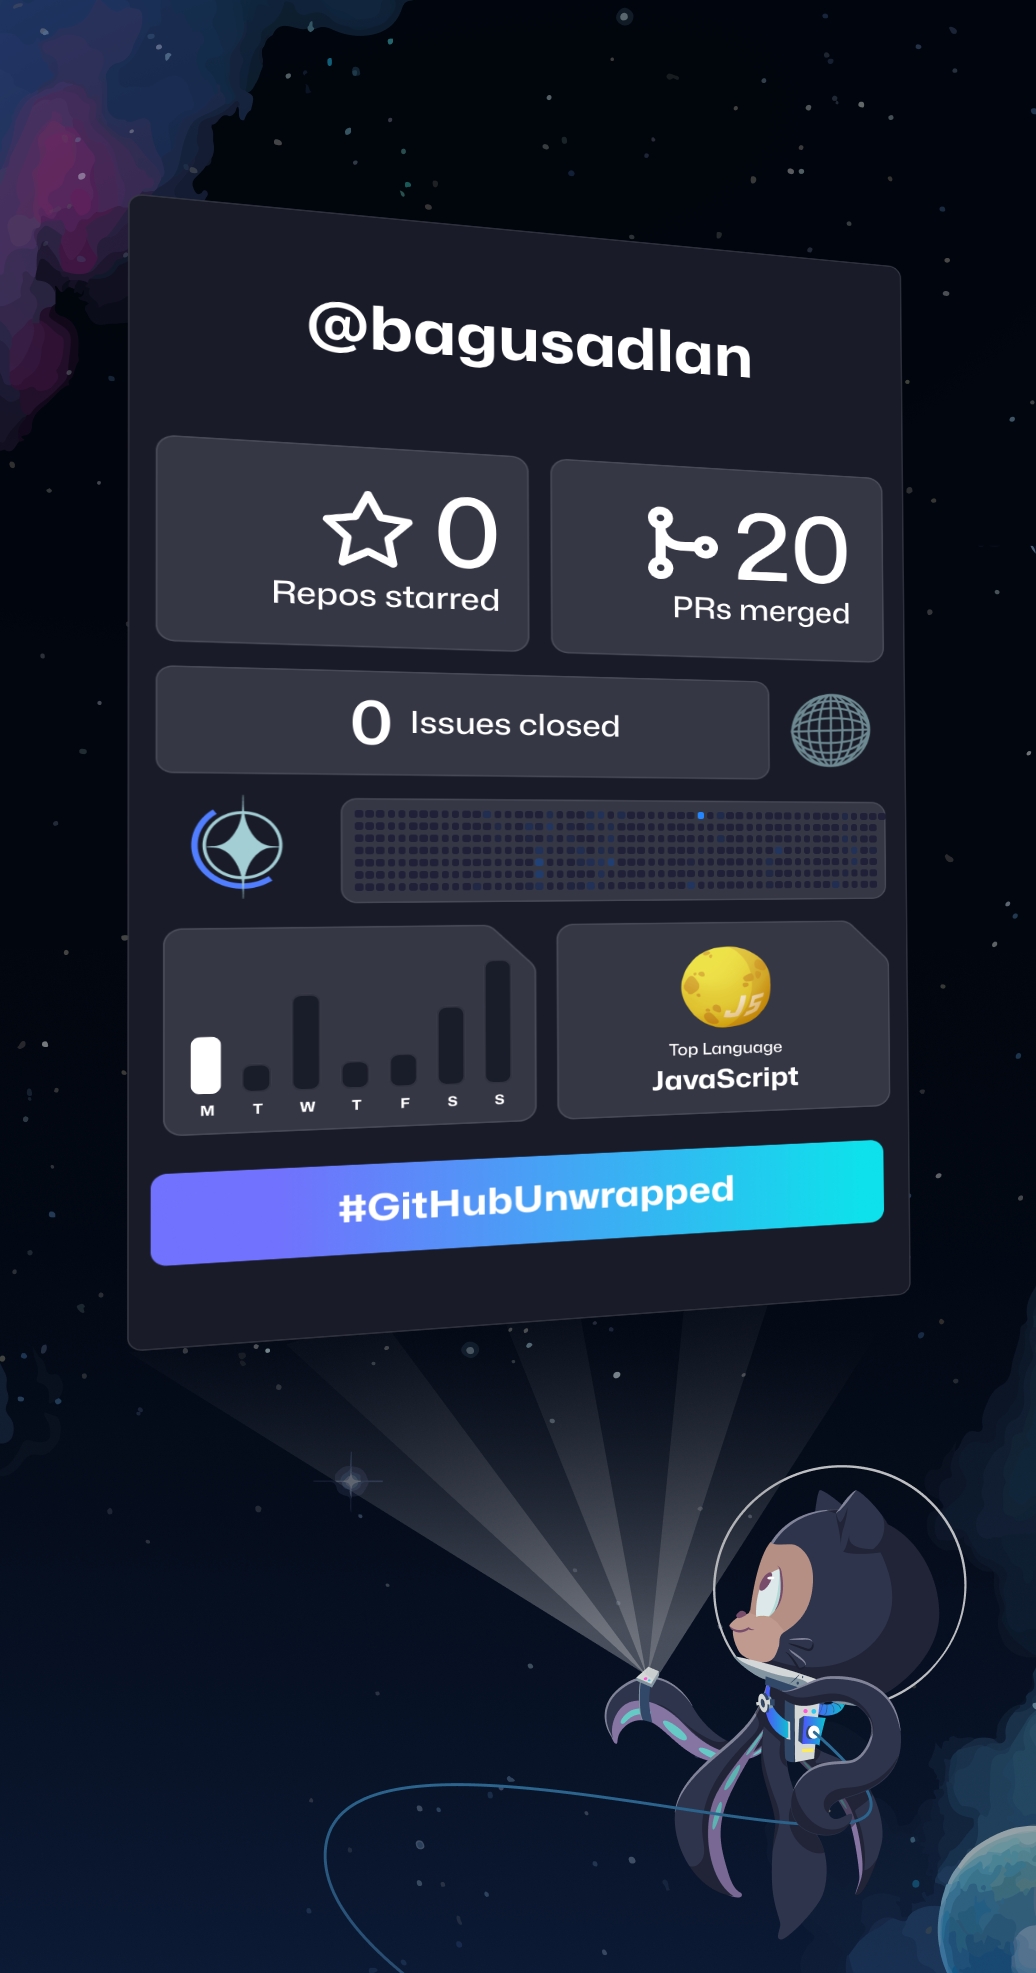 @bagusadlan
0
Repos starred
20
PRs merged
0 Issues closed
M T W T F S S
JS
Top Language
JavaScript
#GitHubUnwrapped